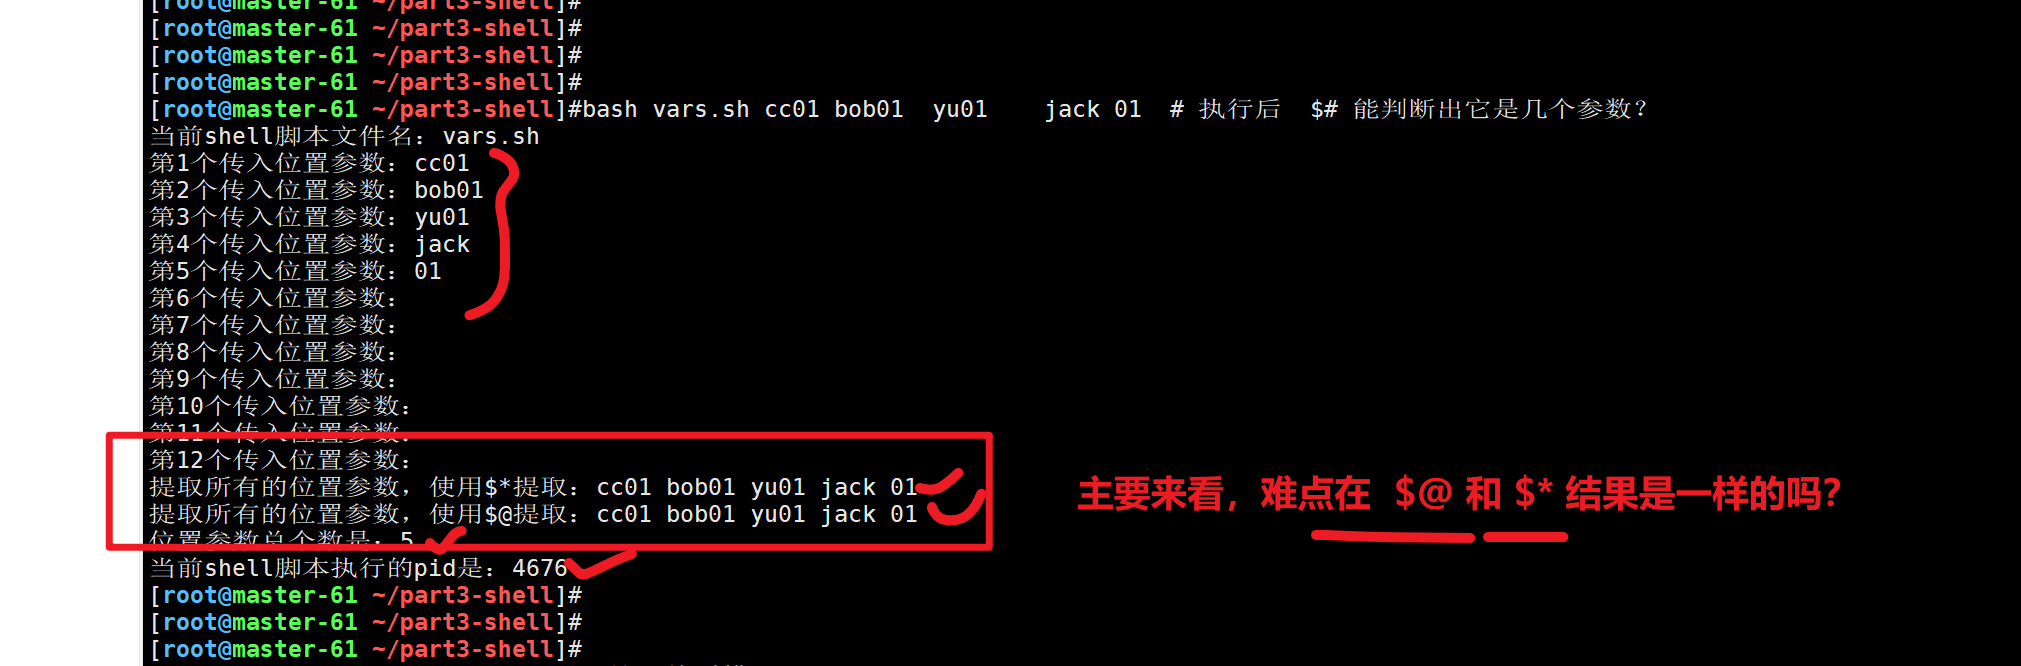 [root@master-61 ~/part3-shell]#
[root@master-61 ~/part3-shell]#
[root@master-61 ~/part3-shell]#
[root@master-61 ~/part3-shell]#
[root@master-61 ~/part3-shell]#bash vars.sh cc01 bob01  yu01    jack 01  # 执行后  $# 能判断出它是几个参数？
当前shell脚本文件名：vars.sh
第1个传入位置参数：cc01
第2个传入位置参数：bob01
第3个传入位置参数：yu01
第4个传入位置参数：jack
第5个传入位置参数：01
第6个传入位置参数：
第7个传入位置参数：
第8个传入位置参数：
第9个传入位置参数：
第10个传入位置参数：
第11个传入位置参数：
第12个传入位置参数：
提取所有的位置参数，使用$*提取：cc01 bob01 yu01 jack 01
提取所有的位置参数，使用$@提取：cc01 bob01 yu01 jack 01
主要来看，难点在 $@ 和 $* 结果是一样的吗？
位置参数总个数是：5
当前shell脚本执行的pid是：4676
[root@master-61 ~/part3-shell]#
[root@master-61 ~/part3-shell]#
[root@master-61 ~/part3-shell]#